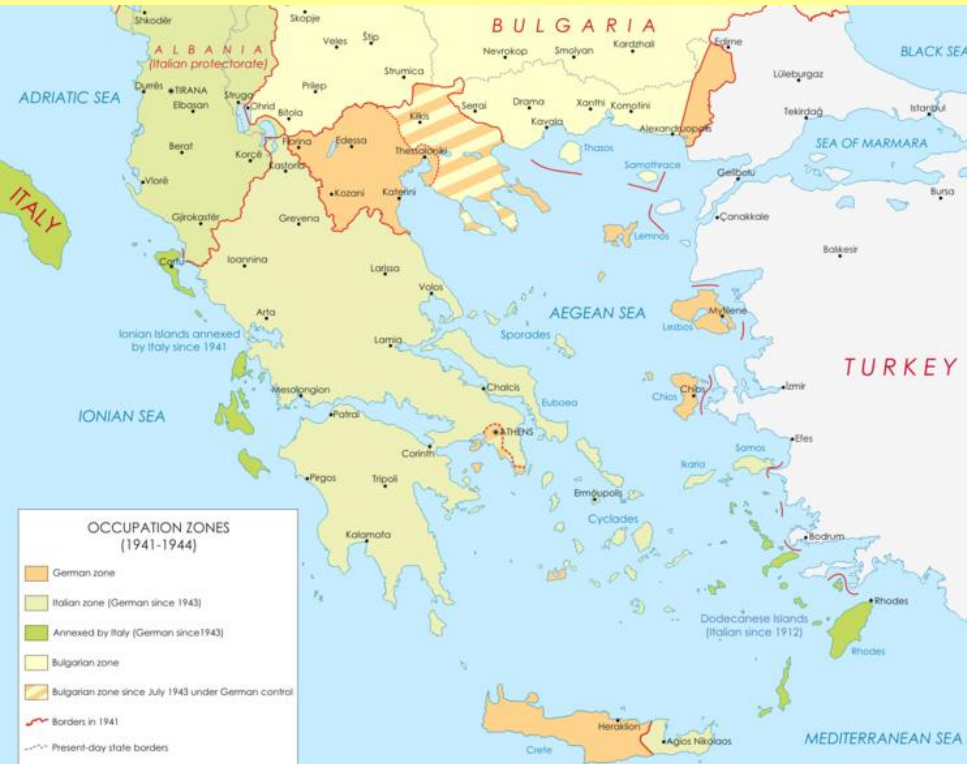 Shkodër
Skopje
Veles
Štip
BULGARIA
Nevrokop
Smolyan
Kardzhali
Edirne
BLACK SEA
ALBANIA
(Italian protectorate)
Strumica
Lüleburgaz
ADRIATIC SEA
Durrës
TIRANA
Elbasan
Struga
Ohrid
Prilep
Bitola
Kilkis
Serrai
Drama
Xanthi
Komotini
Kavala
Alexandruopolis
Tekirdağ
Istanbul
SEA OF MARMARA
Berat
Korçë
Florina
Kastoria
Edessa
Thessaloniki
Thasos
Samothrace
Gelibolu
Bursa
Vlorë
ITALY
Kozani
Katerini
Gjirokastër
Grevena
Lemnos
Çanakkale
Balıkesir
Corfu
Ioannina
Larissa
Volos
AEGEAN SEA
Mytilene
Lesbos
Arta
Ionian Islands annexed
by Italy since 1941
Lamia
Sporades
TURKEY
IONIAN SEA
Mesolongion
Chalcis
Euboea
Chios
Chios
İzmir
Patrai
ATHENS
Corinth
Efes
Samos
Ikaria
Pirgos
Tripoli
Ermoupolis
Cyclades
Kalamata
Bodrum
Rhodes
Dodecanese Islands
(Italian since 1912)
Rhodes
Heraklion
Agios Nikolaos
Crete
MEDITERRANEAN SEA
OCCUPATION ZONES
(1941-1944)
German zone
Italian zone (German since 1943)
Annexed by Italy (German since1943)
Bulgarian zone
Bulgarian zone since July 1943 under German control
Borders in 1941
Present-day state borders